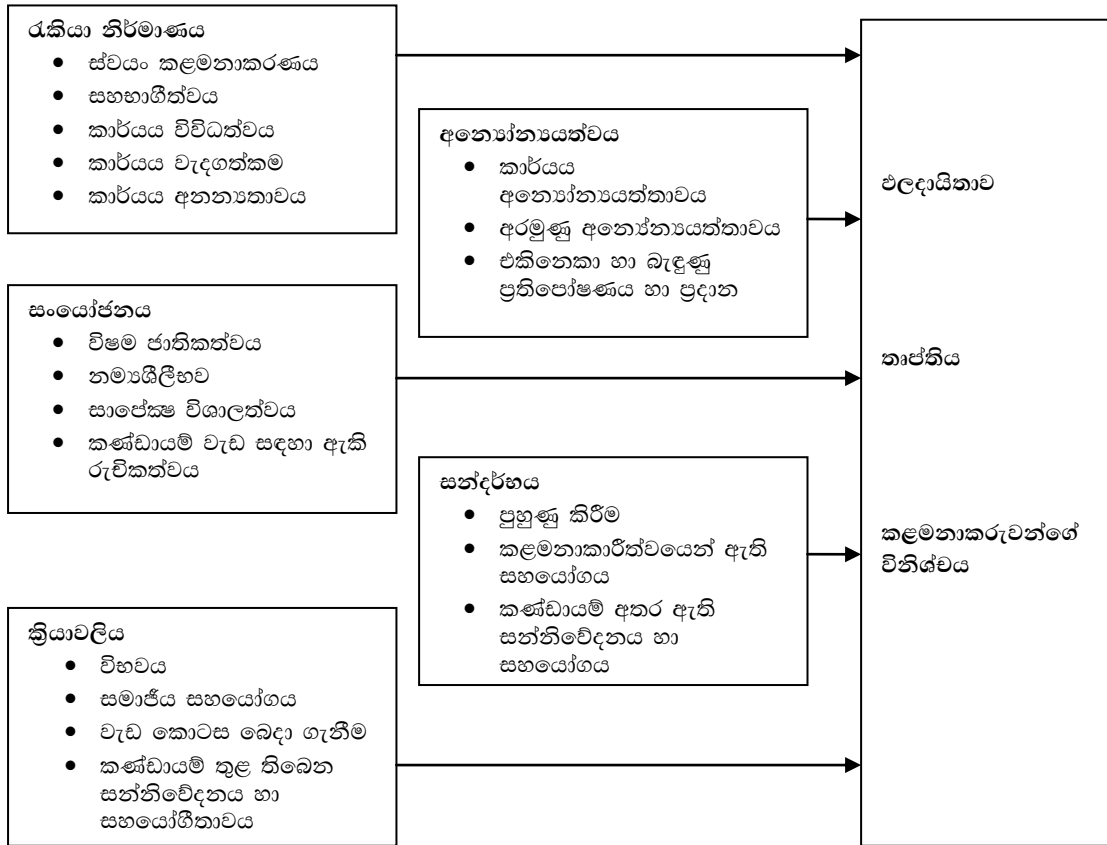 රැකියා නිර්මාණය
● ස්වයං කළමනාකරණය
● සහභාගීත්වය
● කාර්යය විවිධත්වය
● කාර්යය වැදගත්කම
● කාර්යය අනන්‍යතාවය
අන්‍යෝන්‍යයත්වය
● කාර්යය
අන්‍යෝන්‍යයත්තාවය
● අරමුණු අන්‍යෝන්‍යයත්තාවය
● එකිනෙකා හා බැඳුණු
ප්‍රතිපෝෂණය හා ප්‍රදාන
සංයෝජනය
● විෂම ජාතිකත්වය
● නම්‍යශීලීභව
● සාපේක්‍ෂ විශාලත්වය
● කණ්ඩායම් වැඩ සඳහා ඇකි
රුචිකත්වය
සන්දර්භය
● පුහුණු කිරීම
● කළමනාකාරීත්වයෙන් ඇති
සහයෝගය
● කණ්ඩායම් අතර ඇති
සන්නිවේදනය හා
සහයෝගය
ක්‍රියාවලිය
● විභවය
● සමාජීය සහයෝගය
● වැඩ කොටස බෙදා ගැනීම
● කණ්ඩායම් තුළ තිබෙන
සන්නිවේදනය හා
සහයෝගීතාවය
ඵලදායිතාව
තෘප්තිය
කළමනාකරුවන්ගේ
විනිශ්චය